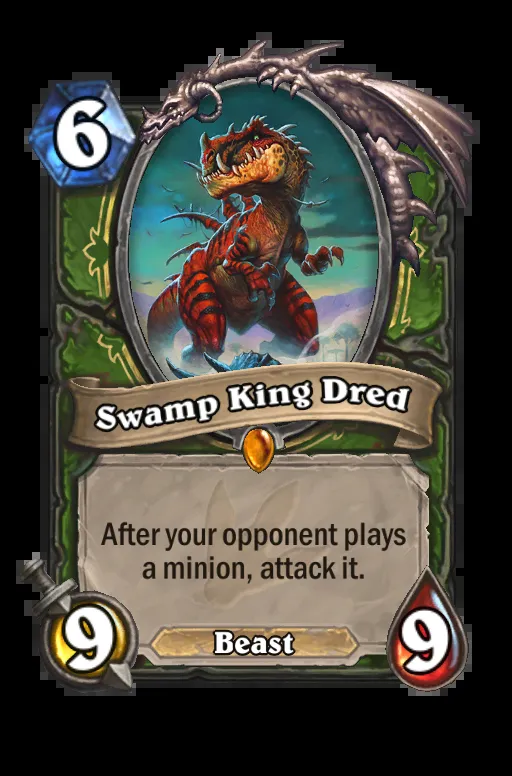 6
Swamp King Dred
After your opponent plays
a minion, attack it.
9
Beast
9